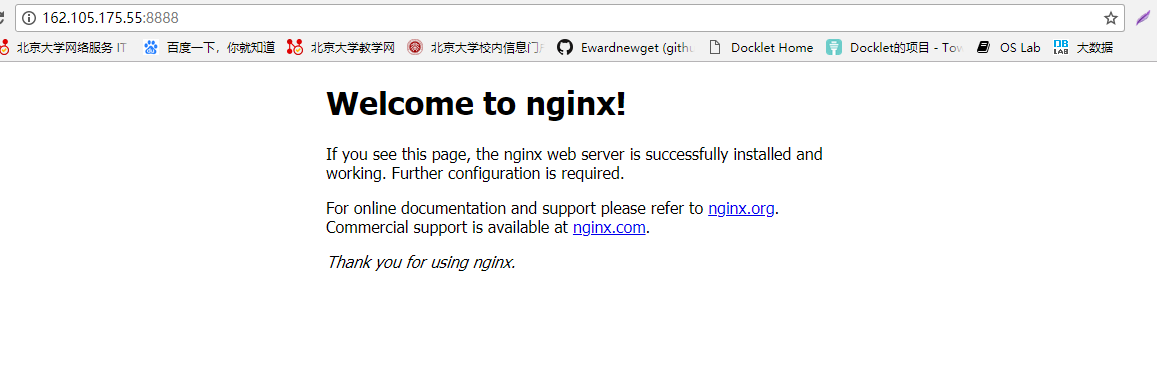 162.105.175.55:8888
北京大学网络服务 IT 百度一下，你就知道 北京大学教学网 北京大学校内信息门 Ewardnewget (gith Docklet Home Docklet的项目 - Tow OS Lab DB LAB 大数据
Welcome to nginx!
If you see this page, the nginx web server is successfully installed and
working. Further configuration is required.
For online documentation and support please refer to nginx.org.
Commercial support is available at nginx.com.
Thank you for using nginx.